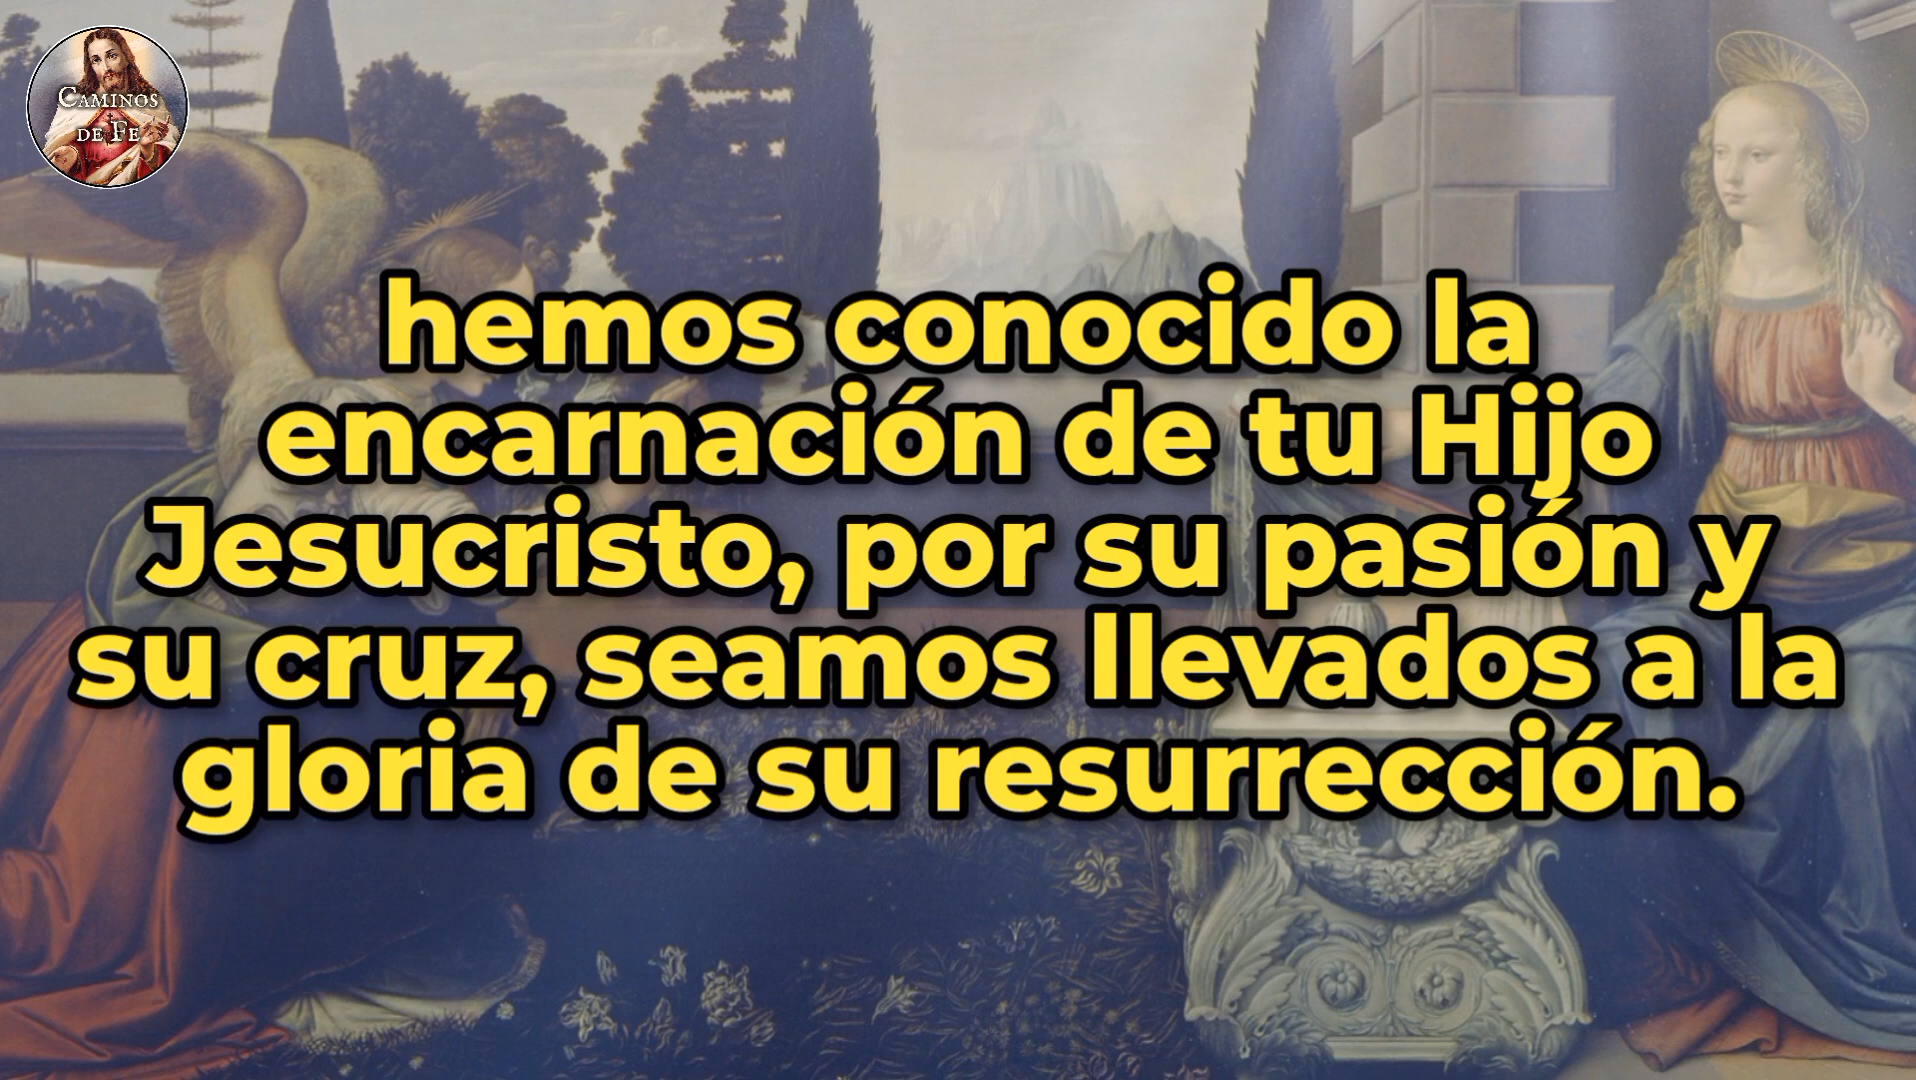 CAMINOS
DE FE
hemos conocido la
encarnación de tu Hijo
Jesucristo, por su pasión y
su cruz, seamos llevados a la
gloria de su resurrección.